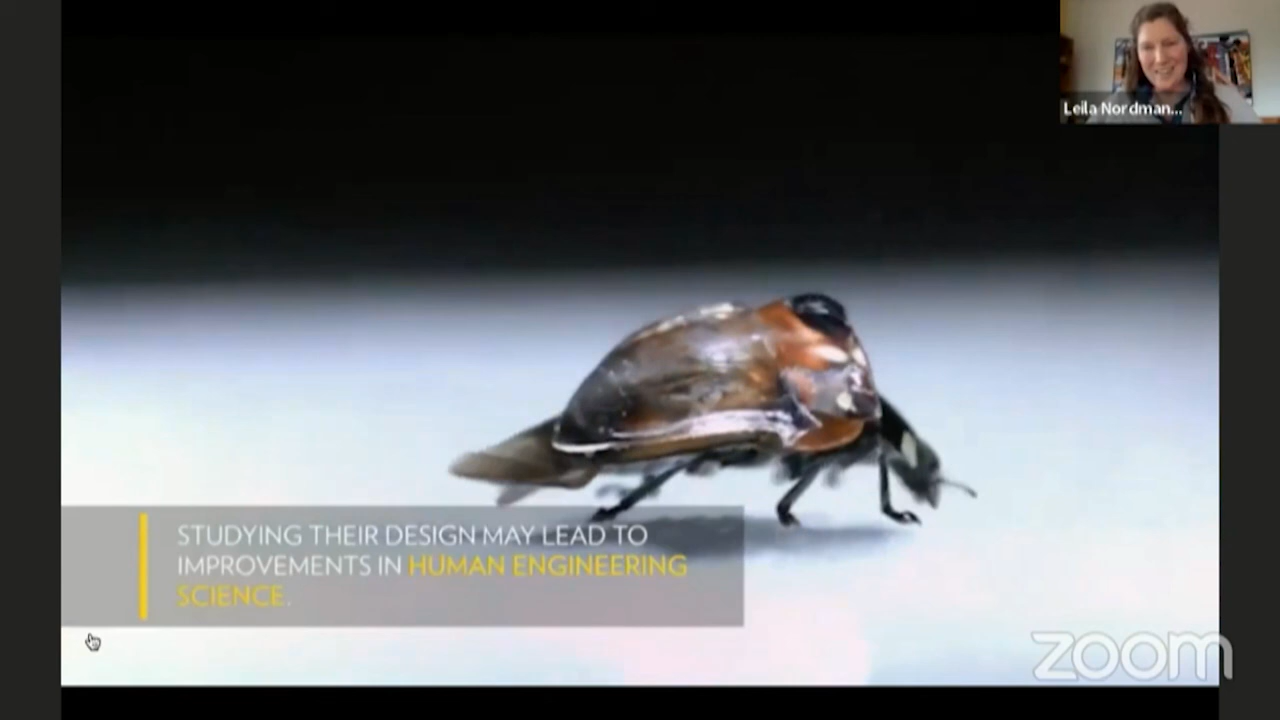 Leila Nordman...
STUDYING THEIR DESIGN MAY LEAD TO
IMPROVEMENTS IN HUMAN ENGINEERING
SCIENCE.
zoom